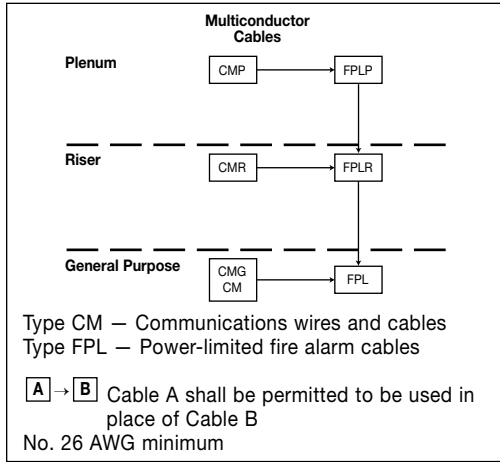 Multiconductor
Cables
Plenum
CMP
FPLP
Riser
CMR
FPLR
General Purpose
CMG
CM
FPL
Type CM — Communications wires and cables
Type FPL — Power-limited fire alarm cables
A → B Cable A shall be permitted to be used in
place of Cable B
No. 26 AWG minimum